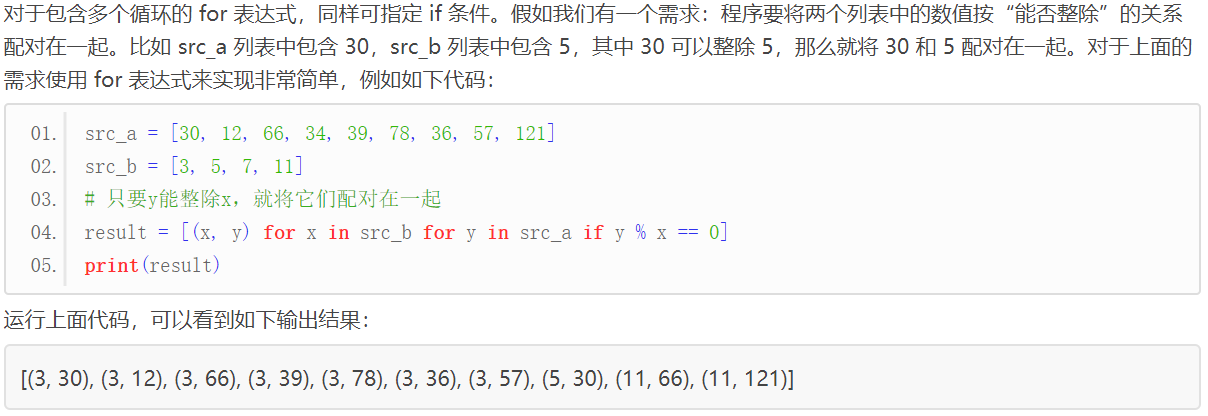 对于包含多个循环的 for 表达式，同样可指定 if 条件。假如我们有一个需求：程序要将两个列表中的数值按“能否整除”的关系
配对在一起。比如 src_a 列表中包含 30，src_b 列表中包含 5，其中 30 可以整除 5，那么就将 30 和 5 配对在一起。对于上面的
需求使用 for 表达式来实现非常简单，例如如下代码：
01. src_a = [30, 12, 66, 34, 39, 78, 36, 57, 121]
02. src_b = [3, 5, 7, 11]
03. # 只要y能整除x，就将它们配对在一起
04. result = [(x, y) for x in src_b for y in src_a if y % x == 0]
05. print(result)
运行上面代码，可以看到如下输出结果：
[(3, 30), (3, 12), (3, 66), (3, 39), (3, 78), (3, 36), (3, 57), (5, 30), (11, 66), (11, 121)]